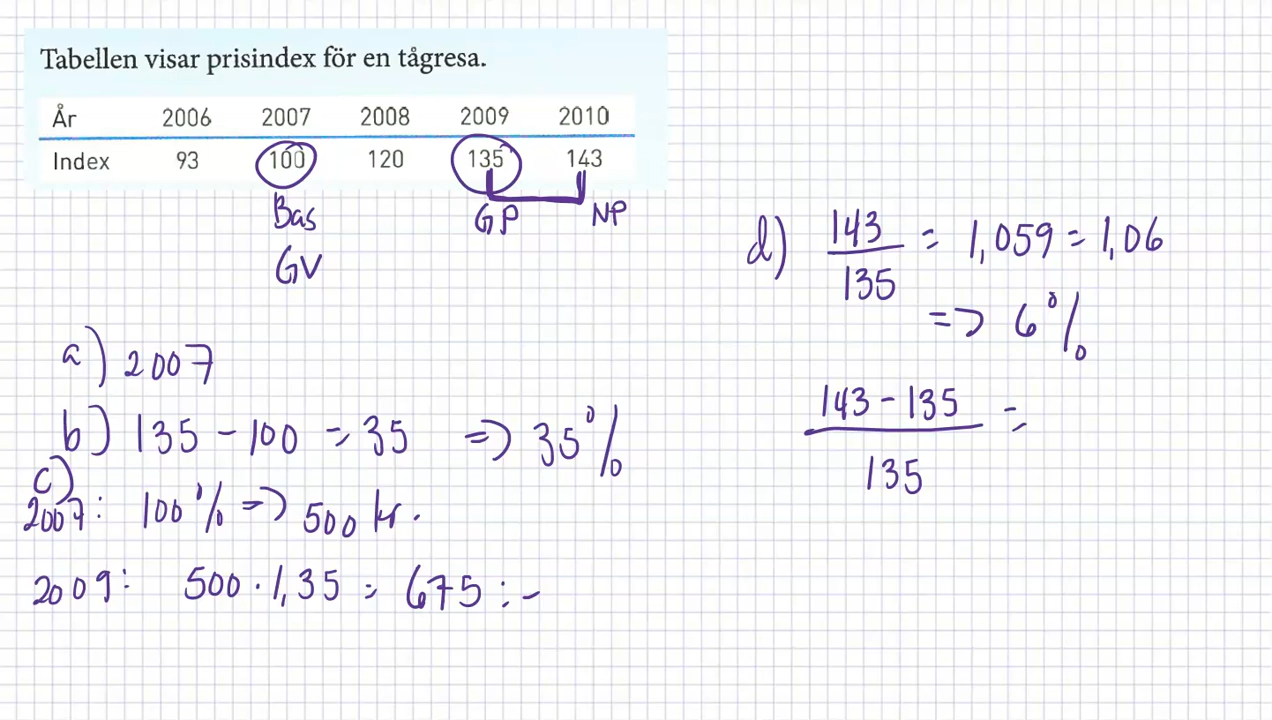 Tabellen visar prisindex för en tågresa.
År 2006 2007 2008 2009 2010
Index 93 100 120 135 143
Bas GP NP
GV
a) 2007
b) 135 - 100 = 35 => 35%
c)
2007: 100% => 500 kr.
2009: 500 · 1,35 = 675 :-
d) 143/135 = 1,059 = 1,06
=> 6%
143 - 135 / 135 =